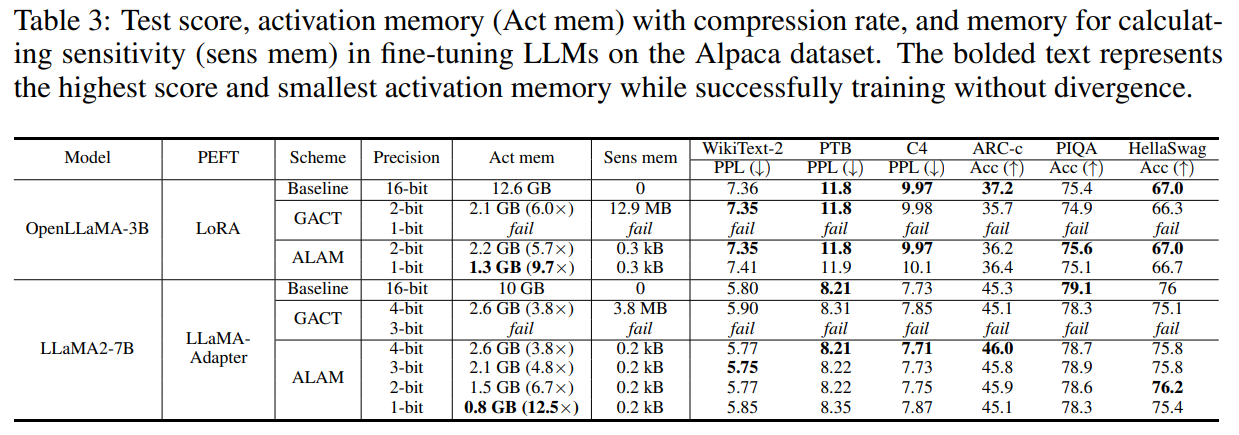 Table 3: Test score, activation memory (Act mem) with compression rate, and memory for calculat-
ing sensitivity (sens mem) in fine-tuning LLMs on the Alpaca dataset. The bolded text represents
the highest score and smallest activation memory while successfully training without divergence.
Model PEFT Scheme Precision Act mem Sens mem WikiText-2 PTB C4 ARC-c PIQA HellaSwag
PPL (↓) PPL (↓) PPL (↓) Acc (↑) Acc (↑) Acc (↑)
OpenLLaMA-3B LoRA Baseline 16-bit 12.6 GB 0 7.36 11.8 9.97 37.2 75.4 67.0
GACT 2-bit 2.1 GB (6.0×) 12.9 MB 7.35 11.8 9.98 35.7 74.9 66.3
1-bit fail fail fail fail fail fail fail fail
ALAM 2-bit 2.2 GB (5.7×) 0.3 kB 7.35 11.8 9.97 36.2 75.6 67.0
1-bit 1.3 GB (9.7×) 0.3 kB 7.41 11.9 10.1 36.4 75.1 66.7
LLaMA2-7B LLaMA-Adapter Baseline 16-bit 10 GB 0 5.80 8.21 7.73 45.3 79.1 76
GACT 4-bit 2.6 GB (3.8×) 3.8 MB 5.90 8.31 7.85 45.1 78.3 75.1
3-bit fail fail fail fail fail fail fail fail
ALAM 4-bit 2.6 GB (3.8×) 0.2 kB 5.77 8.21 7.71 46.0 78.7 75.8
3-bit 2.1 GB (4.8×) 0.2 kB 5.75 8.22 7.73 45.8 78.9 75.8
2-bit 1.5 GB (6.7×) 0.2 kB 5.77 8.22 7.75 45.9 78.6 76.2
1-bit 0.8 GB (12.5×) 0.2 kB 5.85 8.35 7.87 45.1 78.3 75.4